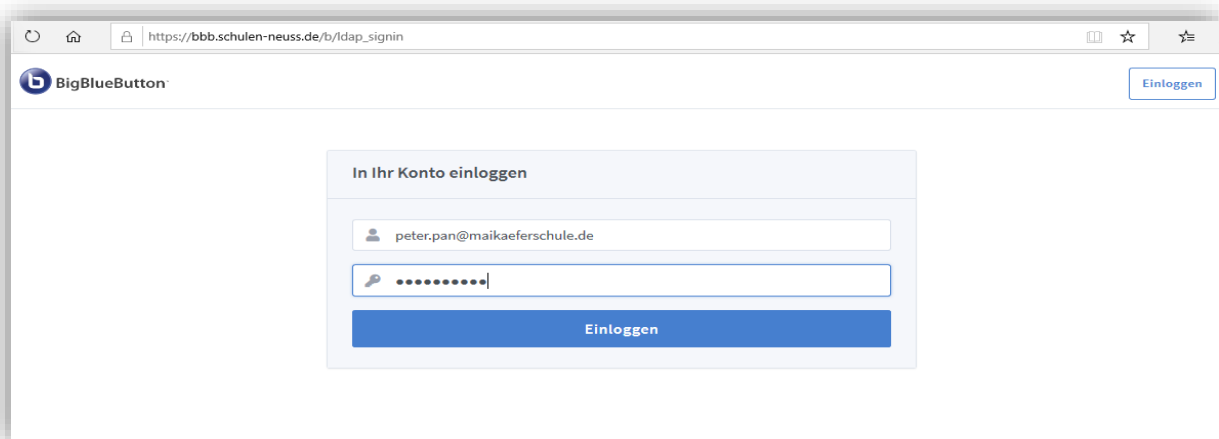 https://bbb.schulen-neuss.de/b/ldap_signin
b BigBlueButton
Einloggen
In Ihr Konto einloggen
peter.pan@maikaeferschule.de
••••••••••
Einloggen